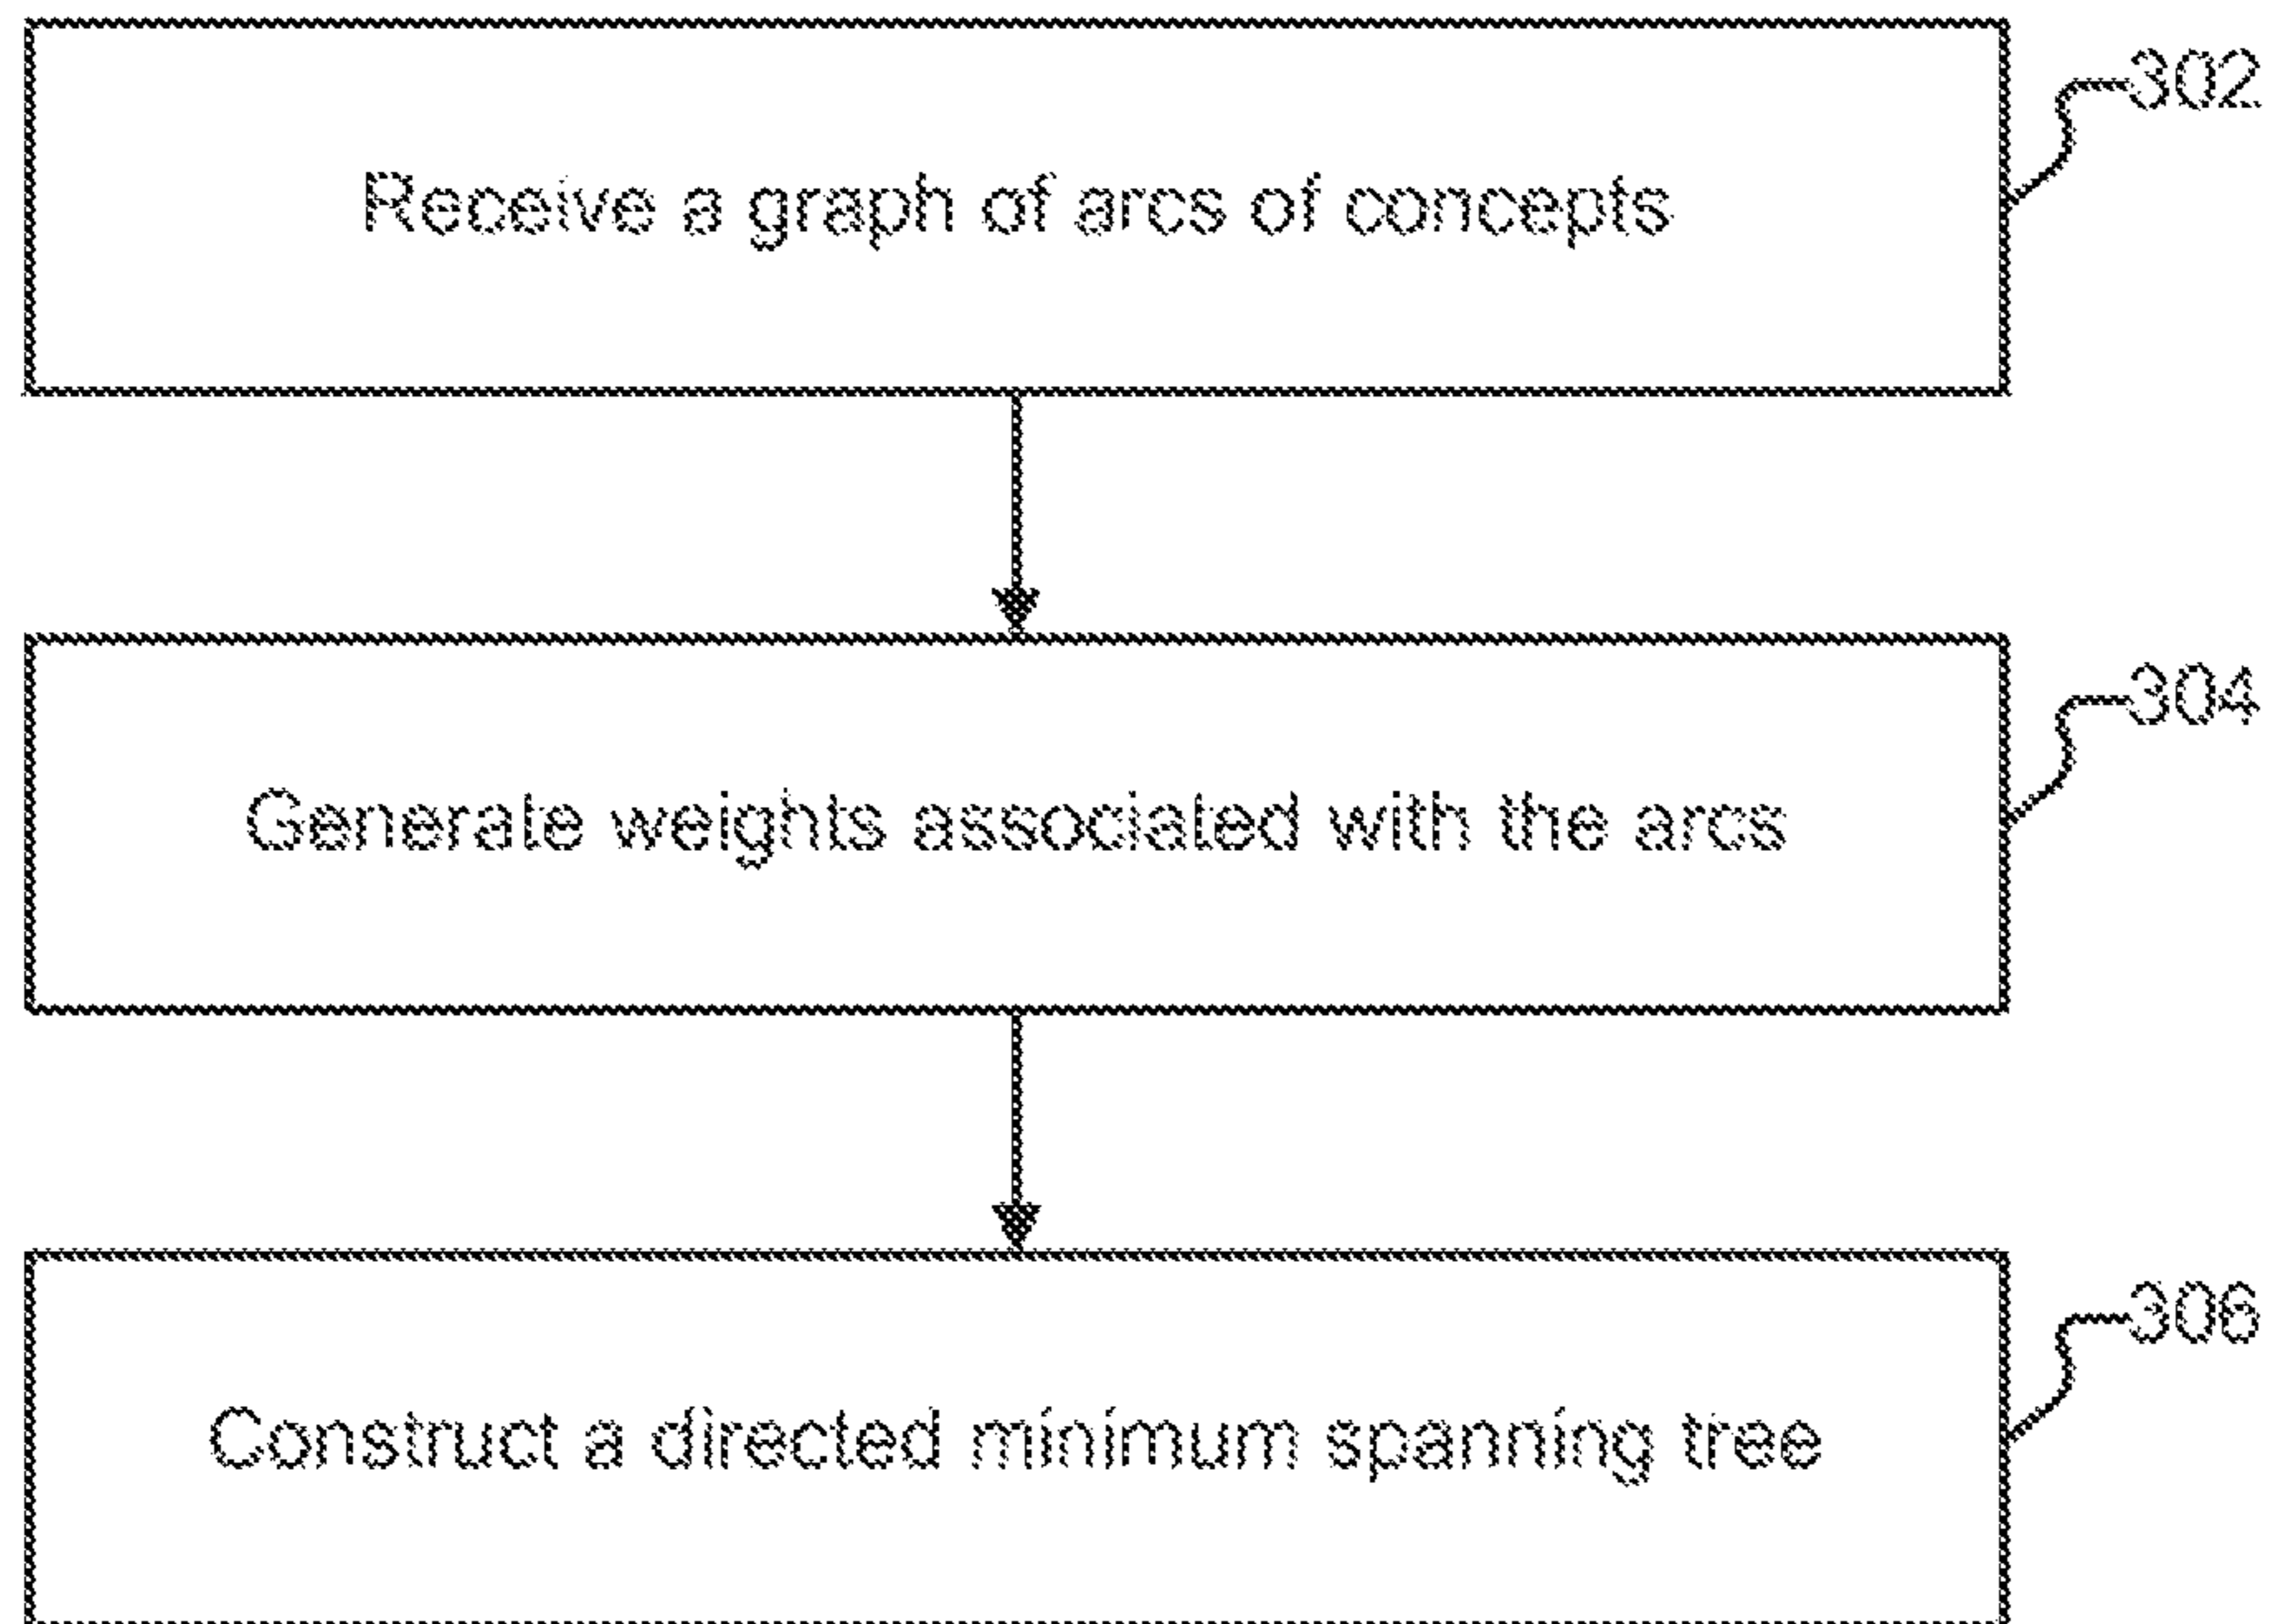 302
Receive a graph of arcs of concepts
304
Generate weights associated with the arcs
306
Construct a directed minimum spanning tree